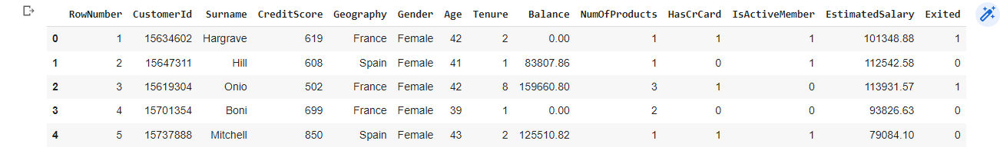 RowNumber CustomerId Surname CreditScore Geography Gender Age Tenure Balance NumOfProducts HasCrCard IsActiveMember EstimatedSalary Exited
0 1 15634602 Hargrave 619 France Female 42 2 0.00 1 1 1 101348.88 1
1 2 15647311 Hill 608 Spain Female 41 1 83807.86 1 0 1 112542.58 0
2 3 15619304 Onio 502 France Female 42 8 159660.80 3 1 0 113931.57 1
3 4 15701354 Boni 699 France Female 39 1 0.00 2 0 0 93826.63 0
4 5 15737888 Mitchell 850 Spain Female 43 2 125510.82 1 1 1 79084.10 0